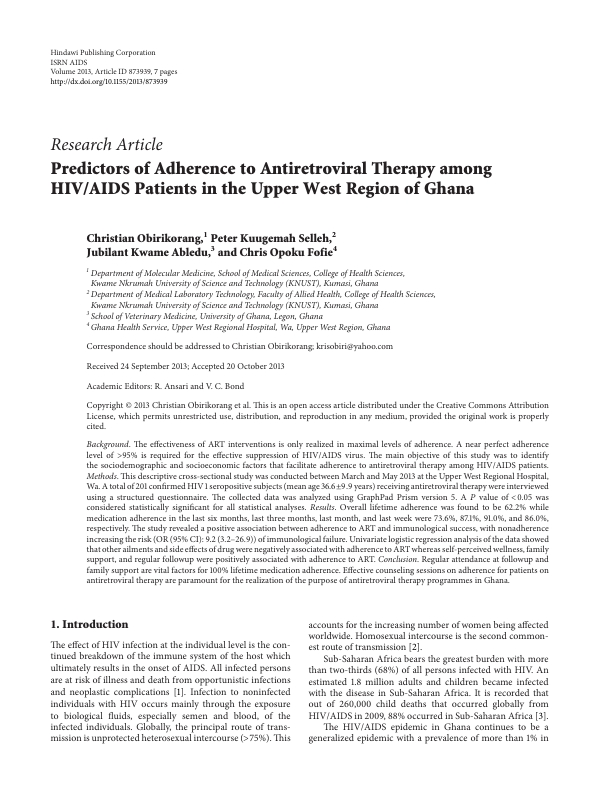 Hindawi Publishing Corporation
ISRN AIDS
Volume 2013, Article ID 873939, 7 pages
http://dx.doi.org/10.1155/2013/873939
Research Article
Predictors of Adherence to Antiretroviral Therapy among
HIV/AIDS Patients in the Upper West Region of Ghana
Christian Obirikorang,1 Peter Kuugemah Selleh,2
Jubilant Kwame Abledu,3 and Chris Opoku Fofie4
1 Department of Molecular Medicine, School of Medical Sciences, College of Health Sciences,
Kwame Nkrumah University of Science and Technology (KNUST), Kumasi, Ghana
2 Department of Medical Laboratory Technology, Faculty of Allied Health, College of Health Sciences,
Kwame Nkrumah University of Science and Technology (KNUST), Kumasi, Ghana
3 School of Veterinary Medicine, University of Ghana, Legon, Ghana
4 Ghana Health Service, Upper West Regional Hospital, Wa, Upper West Region, Ghana
Correspondence should be addressed to Christian Obirikorang; krisobiri@yahoo.com
Received 24 September 2013; Accepted 20 October 2013
Academic Editors: R. Ansari and V. C. Bond
Copyright © 2013 Christian Obirikorang et al. This is an open access article distributed under the Creative Commons Attribution
License, which permits unrestricted use, distribution, and reproduction in any medium, provided the original work is properly
cited.
Background. The effectiveness of ART interventions is only realized in maximal levels of adherence. A near perfect adherence
level of >95% is required for the effective suppression of HIV/AIDS virus. The main objective of this study was to identify
the sociodemographic and socioeconomic factors that facilitate adherence to antiretroviral therapy among HIV/AIDS patients.
Methods. This descriptive cross-sectional study was conducted between March and May 2013 at the Upper West Regional Hospital,
Wa. A total of 201 confirmed HIV I seropositive subjects (mean age 36.6±9.9 years) receiving antiretroviral therapy were interviewed
using a structured questionnaire. The collected data was analyzed using GraphPad Prism version 5. A P value of <0.05 was
considered statistically significant for all statistical analyses. Results. Overall lifetime adherence was found to be 62.2% while
medication adherence in the last six months, last three months, last month, and last week were 73.6%, 87.1%, 91.0%, and 86.0%,
respectively. The study revealed a positive association between adherence to ART and immunological success, with nonadherence
increasing the risk (OR (95% CI): 9.2 (3.2–26.9)) of immunological failure. Univariate logistic regression analysis of the data showed
that other ailments and side effects of drug were negatively associated with adherence to ART whereas self-perceived wellness, family
support, and regular followup were positively associated with adherence to ART. Conclusion. Regular attendance at followup and
family support are vital factors for 100% lifetime medication adherence. Effective counseling sessions on adherence for patients on
antiretroviral therapy are paramount for the realization of the purpose of antiretroviral therapy programmes in Ghana.
1. Introduction
The effect of HIV infection at the individual level is the con-
tinued breakdown of the immune system of the host which
ultimately results in the onset of AIDS. All infected persons
are at risk of illness and death from opportunistic infections
and neoplastic complications [1]. Infection to noninfected
individuals with HIV occurs mainly through the exposure
to biological fluids, especially semen and blood, of the
infected individuals. Globally, the principal route of trans-
mission is unprotected heterosexual intercourse (>75%). This
accounts for the increasing number of women being affected
worldwide. Homosexual intercourse is the second common-
est route of transmission [2].
Sub-Saharan Africa bears the greatest burden with more
than two-thirds (68%) of all persons infected with HIV. An
estimated 1.8 million adults and children became infected
with the disease in Sub-Saharan Africa. It is recorded that
out of 260,000 child deaths that occurred globally from
HIV/AIDS in 2009, 88% occurred in Sub-Saharan Africa [3].
The HIV/AIDS epidemic in Ghana continues to be a
generalized epidemic with a prevalence of more than 1% in